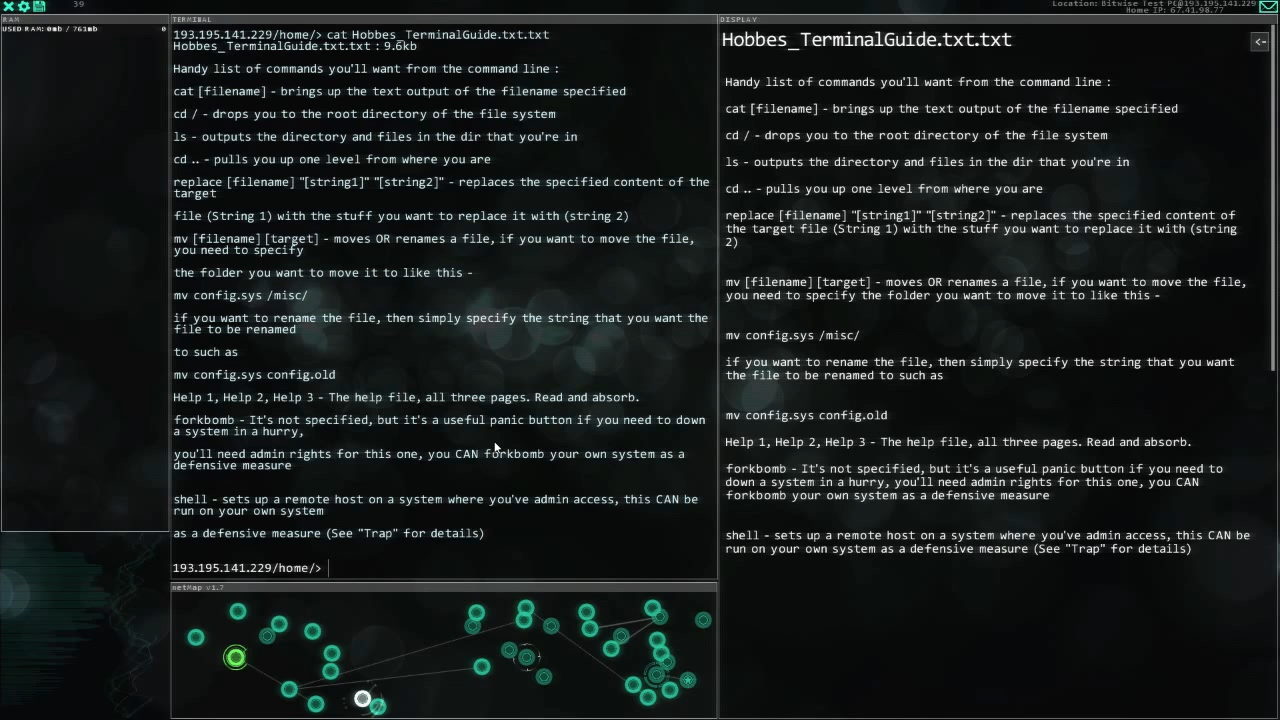 39
Location: Bitwise Test PC@193.195.141.229
Home IP: 67.41.98.77
RAM
USED RAM: 0mb / 761mb 0
TERMINAL
193.195.141.229/home/> cat Hobbes_TerminalGuide.txt.txt
Hobbes_TerminalGuide.txt.txt : 9.6kb
Handy list of commands you'll want from the command line :
cat [filename] - brings up the text output of the filename specified
cd / - drops you to the root directory of the file system
ls - outputs the directory and files in the dir that you're in
cd .. - pulls you up one level from where you are
replace [filename] "[string1]" "[string2]" - replaces the specified content of the
target
file (String 1) with the stuff you want to replace it with (string 2)
mv [filename] [target] - moves OR renames a file, if you want to move the file,
you need to specify
the folder you want to move it to like this -
mv config.sys /misc/
if you want to rename the file, then simply specify the string that you want the
file to be renamed
to such as
mv config.sys config.old
Help 1, Help 2, Help 3 - The help file, all three pages. Read and absorb.
forkbomb - It's not specified, but it's a useful panic button if you need to down
a system in a hurry,
you'll need admin rights for this one, you CAN forkbomb your own system as a
defensive measure
shell - sets up a remote host on a system where you've admin access, this CAN be
run on your own system
as a defensive measure (See "Trap" for details)
193.195.141.229/home/>
netMap v1.7
DISPLAY
Hobbes_TerminalGuide.txt.txt
<-
Handy list of commands you'll want from the command line :
cat [filename] - brings up the text output of the filename specified
cd / - drops you to the root directory of the file system
ls - outputs the directory and files in the dir that you're in
cd .. - pulls you up one level from where you are
replace [filename] "[string1]" "[string2]" - replaces the specified content of
the target file (String 1) with the stuff you want to replace it with (string
2)
mv [filename] [target] - moves OR renames a file, if you want to move the file,
you need to specify the folder you want to move it to like this -
mv config.sys /misc/
if you want to rename the file, then simply specify the string that you want
the file to be renamed to such as
mv config.sys config.old
Help 1, Help 2, Help 3 - The help file, all three pages. Read and absorb.
forkbomb - It's not specified, but it's a useful panic button if you need to
down a system in a hurry, you'll need admin rights for this one, you CAN
forkbomb your own system as a defensive measure
shell - sets up a remote host on a system where you've admin access, this CAN be
run on your own system as a defensive measure (See "Trap" for details)